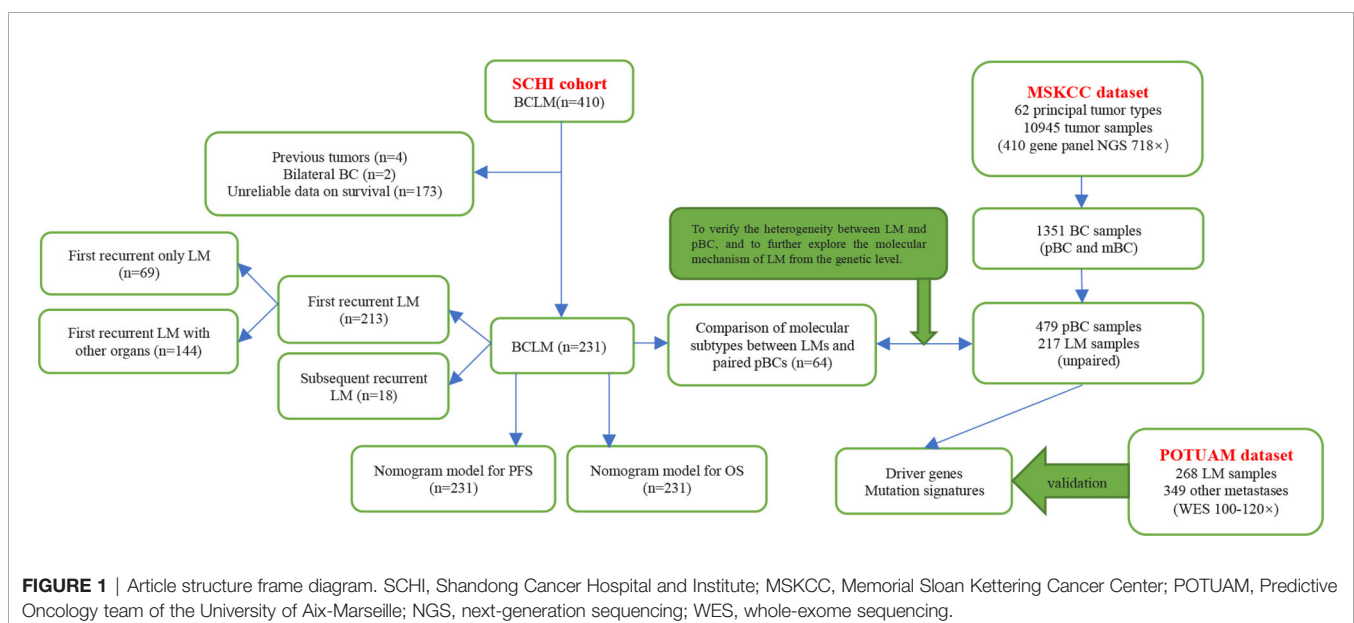 SCHI cohort
BCLM(n=410)
Previous tumors (n=4)
Bilateral BC (n=2)
Unreliable data on survival (n=173)
First recurrent only LM
(n=69)
First recurrent LM with
other organs (n=144)
First recurrent LM
(n=213)
Subsequent recurrent
LM (n=18)
BCLM (n=231)
Nomogram model for PFS
(n=231)
Nomogram model for OS
(n=231)
To verify the heterogeneity between LM and
pBC, and to further explore the molecular
mechanism of LM from the genetic level.
Comparison of molecular
subtypes between LMs and
paired pBCs (n=64)
MSKCC dataset
62 principal tumor types
10945 tumor samples
(410 gene panel NGS 718×)
1351 BC samples
(pBC and mBC)
479 pBC samples
217 LM samples
(unpaired)
Driver genes
Mutation signatures
validation
POTUAM dataset
268 LM samples
349 other metastases
(WES 100-120×)
FIGURE 1 | Article structure frame diagram. SCHI, Shandong Cancer Hospital and Institute; MSKCC, Memorial Sloan Kettering Cancer Center; POTUAM, Predictive
Oncology team of the University of Aix-Marseille; NGS, next-generation sequencing; WES, whole-exome sequencing.